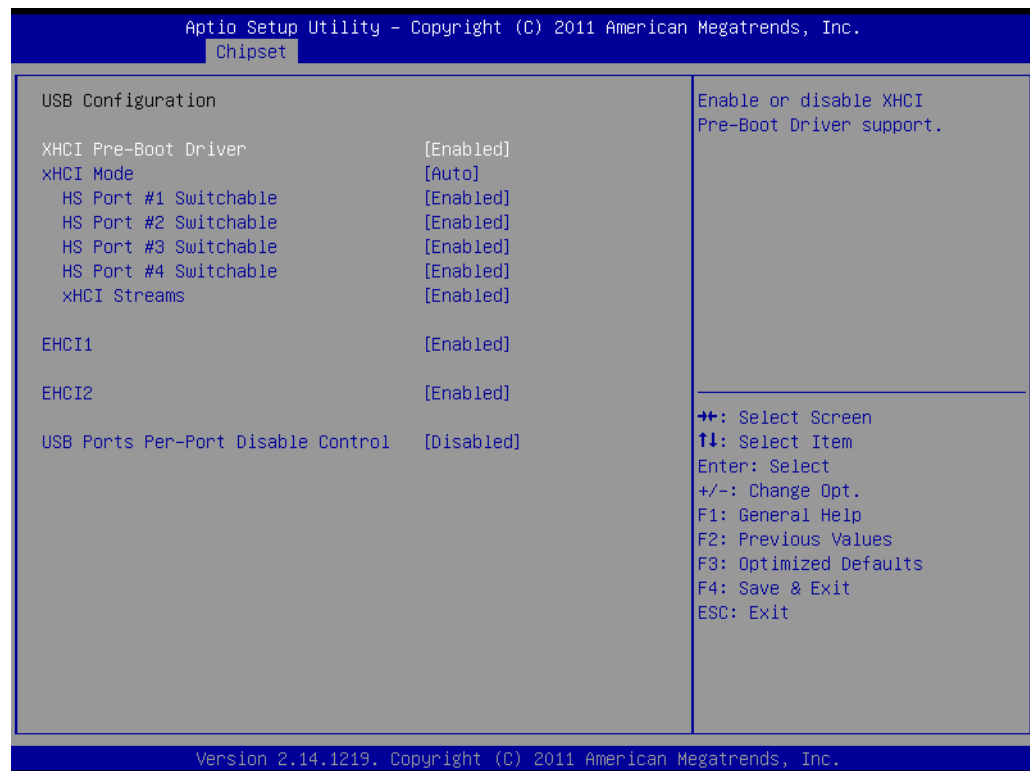 Aptio Setup Utility – Copyright (C) 2011 American Megatrends, Inc.
Chipset
USB Configuration
XHCI Pre-Boot Driver [Enabled]
xHCI Mode [Auto]
HS Port #1 Switchable [Enabled]
HS Port #2 Switchable [Enabled]
HS Port #3 Switchable [Enabled]
HS Port #4 Switchable [Enabled]
xHCI Streams [Enabled]
EHCI1 [Enabled]
EHCI2 [Enabled]
USB Ports Per-Port Disable Control [Disabled]
Enable or disable XHCI
Pre-Boot Driver support.
→←: Select Screen
↑↓: Select Item
Enter: Select
+/-: Change Opt.
F1: General Help
F2: Previous Values
F3: Optimized Defaults
F4: Save & Exit
ESC: Exit
Version 2.14.1219. Copyright (C) 2011 American Megatrends, Inc.